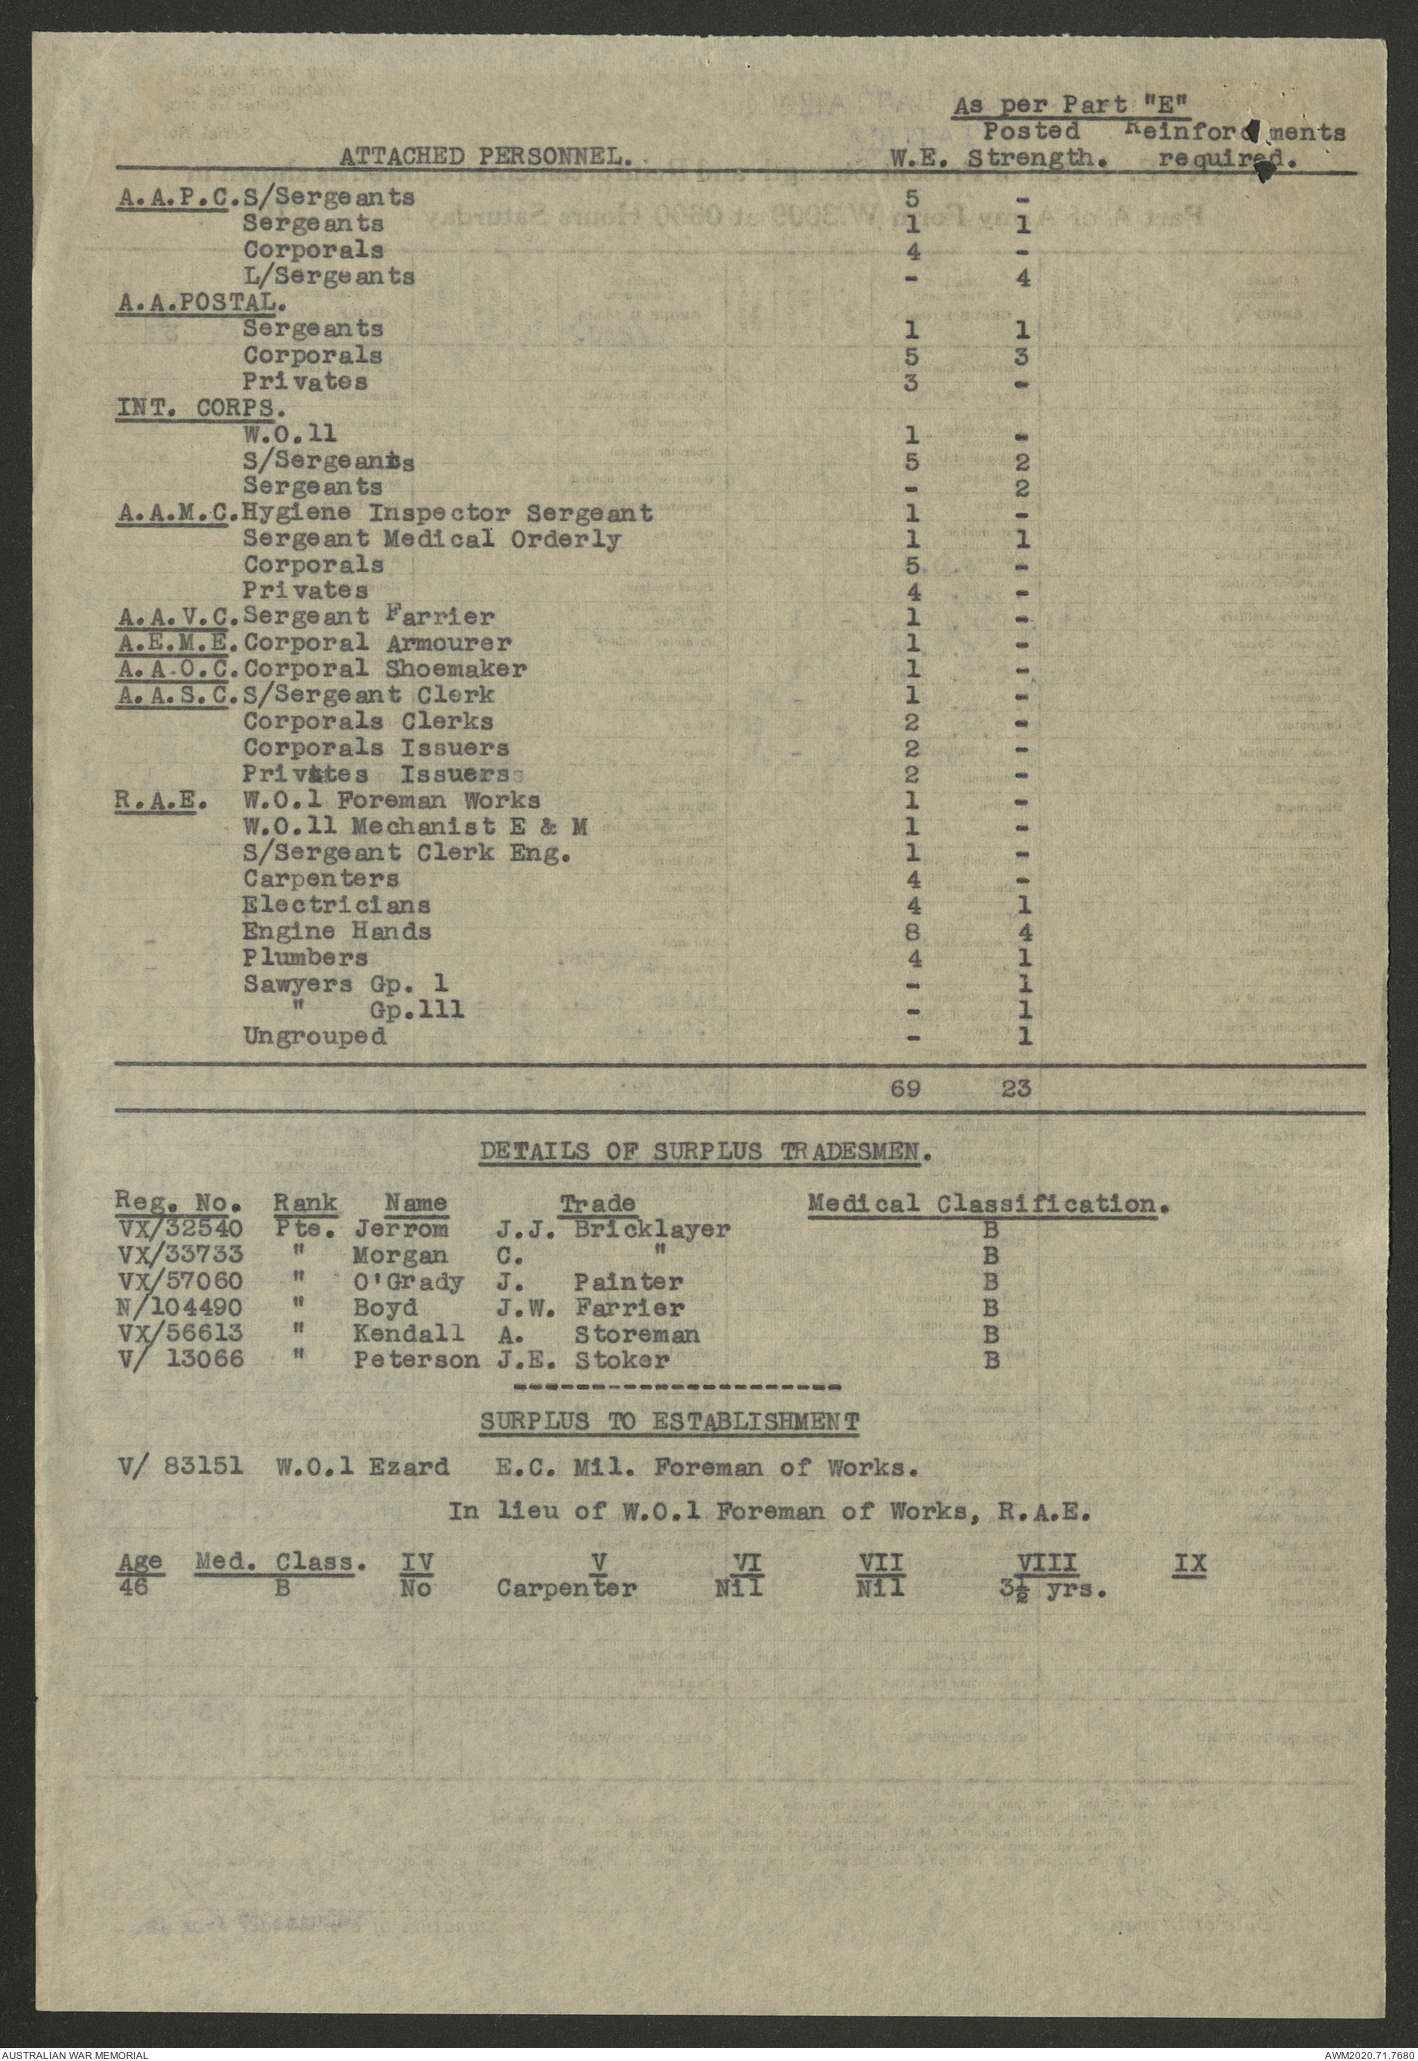 As per Part "E"
Posted Reinforcements
ATTACHED PERSONNEL. W.E. Strength. required.
A.A.P.C. S/Sergeants 5 -
Sergeants 1 1
Corporals 4 -
L/Sergeants - 4
A.A.POSTAL.
Sergeants 1 1
Corporals 5 3
Privates 3 -
INT. CORPS.
W.O.11 1 -
S/Sergeants 5 2
Sergeants - 2
A.A.M.C. Hygiene Inspector Sergeant 1 -
Sergeant Medical Orderly 1 1
Corporals 5 -
Privates 4 -
A.A.V.C. Sergeant Farrier 1 -
A.E.M.E. Corporal Armourer 1 -
A.A.O.C. Corporal Shoemaker 1 -
A.A.S.C. S/Sergeant Clerk 1 -
Corporals Clerks 2 -
Corporals Issuers 2 -
Privates Issuers 2 -
R.A.E. W.O.1 Foreman Works 1 -
W.O.11 Mechanist E & M 1 -
S/Sergeant Clerk Eng. 1 -
Carpenters 4 -
Electricians 4 1
Engine Hands 8 4
Plumbers 4 1
Sawyers Gp. 1 - 1
" Gp.111 - 1
Ungrouped - 1
69 23
DETAILS OF SURPLUS TRADESMEN.
Reg. No. Rank Name Trade Medical Classification.
VX/32540 Pte. Jerrom J.J. Bricklayer B
VX/33733 " Morgan C. " B
VX/57060 " O'Grady J. Painter B
N/104490 " Boyd J.W. Farrier B
VX/56613 " Kendall A. Storeman B
V/ 13066 " Peterson J.E. Stoker B
---------------------
SURPLUS TO ESTABLISHMENT
V/ 83151 W.O.1 Ezard E.C. Mil. Foreman of Works.
In lieu of W.O.1 Foreman of Works, R.A.E.
Age Med. Class. IV V VI VII VIII IX
46 B No Carpenter Nil Nil 3½ yrs.
AUSTRALIAN WAR MEMORIAL AWM2020.71.7680